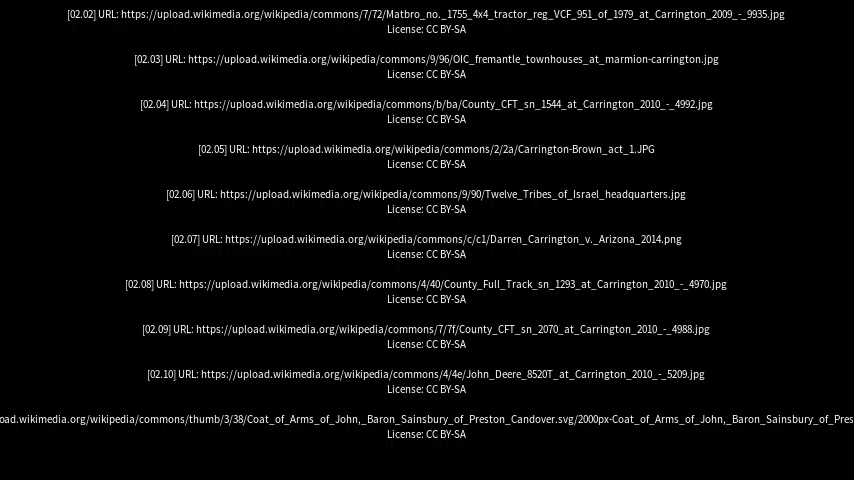 [02.02] URL: https://upload.wikimedia.org/wikipedia/commons/7/72/Matbro_no._1755_4x4_tractor_reg_VCF_951_of_1979_at_Carrington_2009_-_9935.jpg
License: CC BY-SA
[02.03] URL: https://upload.wikimedia.org/wikipedia/commons/9/96/OIC_fremantle_townhouses_at_marmion-carrington.jpg
License: CC BY-SA
[02.04] URL: https://upload.wikimedia.org/wikipedia/commons/b/ba/County_CFT_sn_1544_at_Carrington_2010_-_4992.jpg
License: CC BY-SA
[02.05] URL: https://upload.wikimedia.org/wikipedia/commons/2/2a/Carrington-Brown_act_1.JPG
License: CC BY-SA
[02.06] URL: https://upload.wikimedia.org/wikipedia/commons/9/90/Twelve_Tribes_of_Israel_headquarters.jpg
License: CC BY-SA
[02.07] URL: https://upload.wikimedia.org/wikipedia/commons/c/c1/Darren_Carrington_v._Arizona_2014.png
License: CC BY-SA
[02.08] URL: https://upload.wikimedia.org/wikipedia/commons/4/40/County_Full_Track_sn_1293_at_Carrington_2010_-_4970.jpg
License: CC BY-SA
[02.09] URL: https://upload.wikimedia.org/wikipedia/commons/7/7f/County_CFT_sn_2070_at_Carrington_2010_-_4988.jpg
License: CC BY-SA
[02.10] URL: https://upload.wikimedia.org/wikipedia/commons/4/4e/John_Deere_8520T_at_Carrington_2010_-_5209.jpg
License: CC BY-SA
oad.wikimedia.org/wikipedia/commons/thumb/3/38/Coat_of_Arms_of_John,_Baron_Sainsbury_of_Preston_Candover.svg/2000px-Coat_of_Arms_of_John,_Baron_Sainsbury_of_Pres
License: CC BY-SA